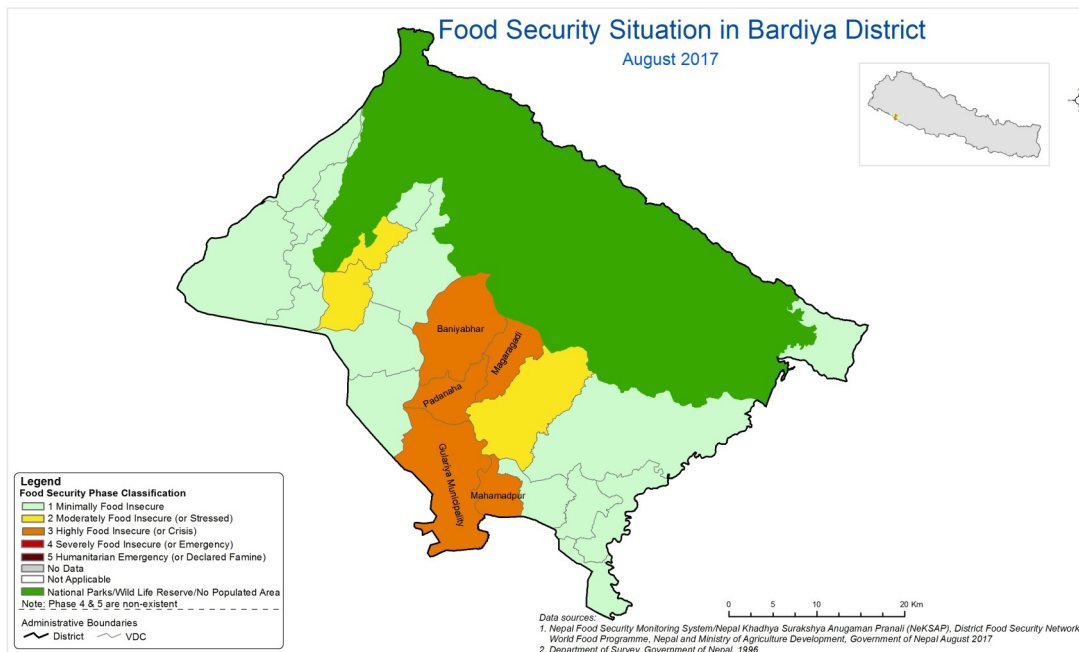 Food Security Situation in Bardiya District
August 2017
Baniyabhar
Magaragadi
Padanaha
Gulariya Municipality
Mahamadpur
Legend
Food Security Phase Classification
1 Minimally Food Insecure
2 Moderately Food Insecure (or Stressed)
3 Highly Food Insecure (or Crisis)
4 Severely Food Insecure (or Emergency)
5 Humanitarian Emergency (or Declared Famine)
No Data
Not Applicable
National Parks/Wild Life Reserve/No Populated Area
Note: Phase 4 & 5 are non-existent
Administrative Boundaries
District VDC
0 5 10 20 Km
Data sources:
1. Nepal Food Security Monitoring System/Nepal Khadhya Surakshya Anugaman Pranali (NeKSAP), District Food Security Network
World Food Programme, Nepal and Ministry of Agriculture Development, Government of Nepal August 2017
2. Department of Survey, Government of Nepal, 1996